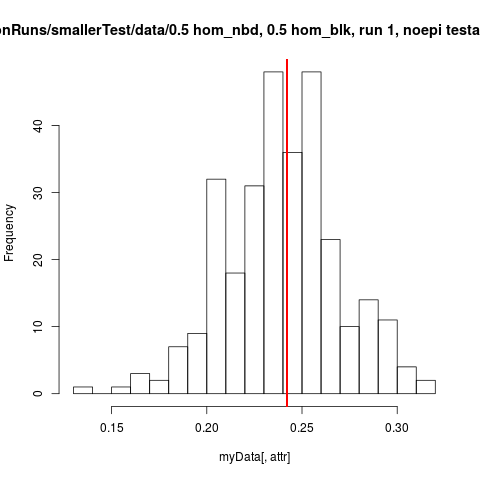 onRuns/smallerTest/data/0.5 hom_nbd, 0.5 hom_blk, run 1, noepi testa
Frequency
40
30
20
10
0
0.15 0.20 0.25 0.30
myData[, attr]